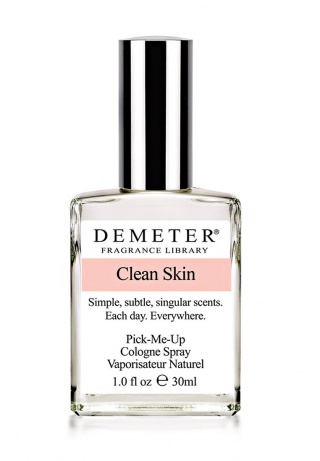 DEMETER®
FRAGRANCE LIBRARY
Clean Skin
Simple, subtle, singular scents.
Each day. Everywhere.
Pick-Me-Up
Cologne Spray
Vaporisateur Naturel
1.0 fl oz ℮ 30ml